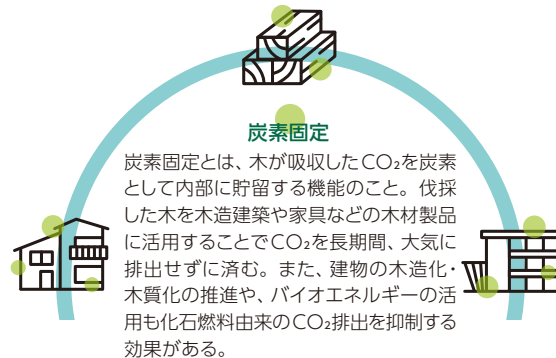 炭素固定
炭素固定とは、木が吸収したCO₂を炭素
として内部に貯留する機能のこと。伐採
した木を木造建築や家具などの木材製品
に活用することでCO₂を長期間、大気に
排出せずに済む。また、建物の木造化・
木質化の推進や、バイオエネルギーの活
用も化石燃料由来のCO₂排出を抑制する
効果がある。